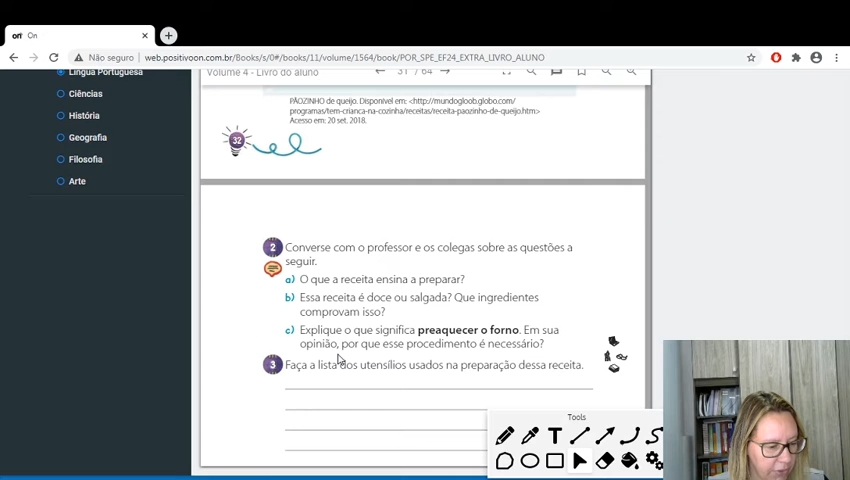 On
Não seguro
web.positivoon.com.br/Books/s/0#/books/11/volume/1564/book/POR_SPE_EF24_EXTRA_LIVRO_ALUNO
Língua Portuguesa
Ciências
História
Geografia
Filosofia
Arte
Volume 4 - Livro do aluno
31 / 64
PÃOZINHO de queijo. Disponível em: <http://mundogloob.globo.com/
programas/tem-crianca-na-cozinha/receitas/receita-paozinho-de-queijo.htm>
Acesso em: 20 set. 2018.
32
2 Converse com o professor e os colegas sobre as questões a
seguir.
a) O que a receita ensina a preparar?
b) Essa receita é doce ou salgada? Que ingredientes
comprovam isso?
c) Explique o que significa preaquecer o forno. Em sua
opinião, por que esse procedimento é necessário?
3 Faça a lista dos utensílios usados na preparação dessa receita.
Tools
T